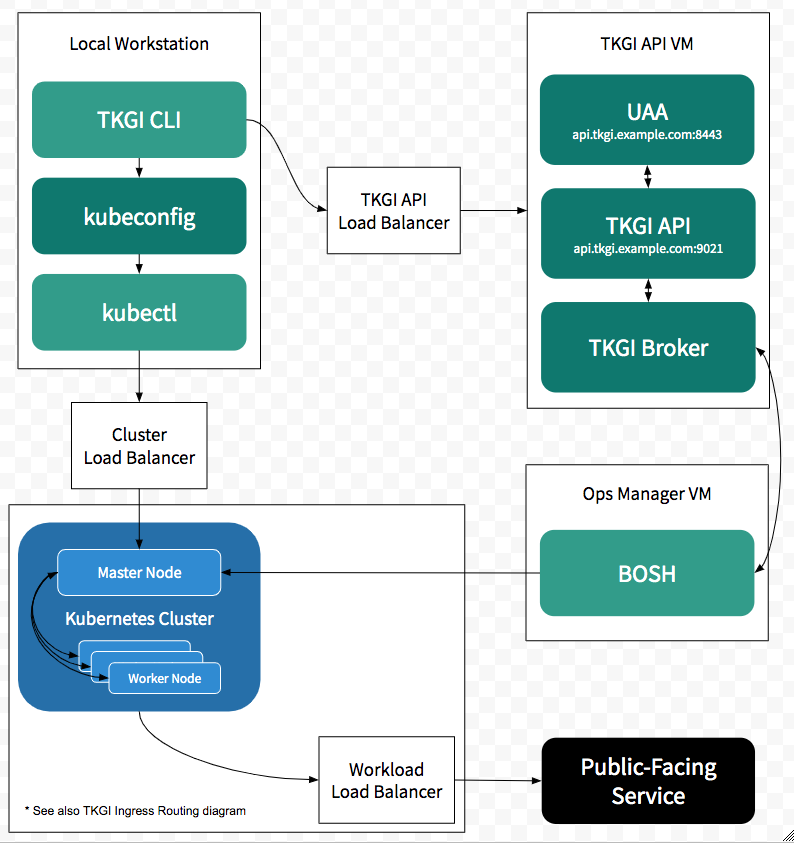 Local Workstation
TKGI CLI
kubeconfig
kubectl
TKGI API
Load Balancer
TKGI API VM
UAA
api.tkgi.example.com:8443
TKGI API
api.tkgi.example.com:9021
TKGI Broker
Cluster
Load Balancer
Ops Manager VM
BOSH
Master Node
Kubernetes Cluster
Worker Node
Workload
Load Balancer
* See also TKGI Ingress Routing diagram
Public-Facing
Service